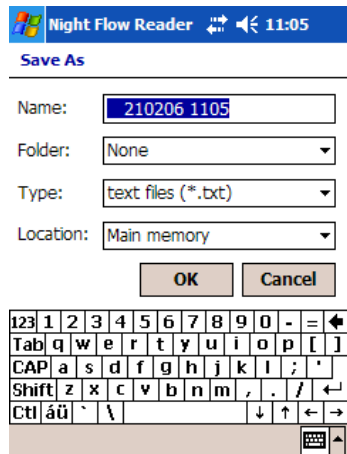 Night Flow Reader 11:05
Save As
Name: 210206 1105
Folder: None
Type: text files (*.txt)
Location: Main memory
OK Cancel
123 1 2 3 4 5 6 7 8 9 0 - =
Tab q w e r t y u i o p [ ]
CAP a s d f g h j k l ; '
Shift z x c v b n m , . /
Ctl áü ` \